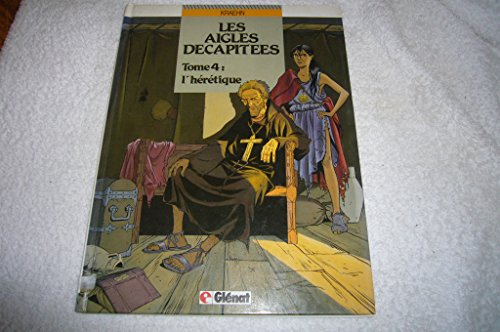 KRAEHN
LES
AIGLES
DECAPITEES
Tome 4 :
l'hérétique
Glénat